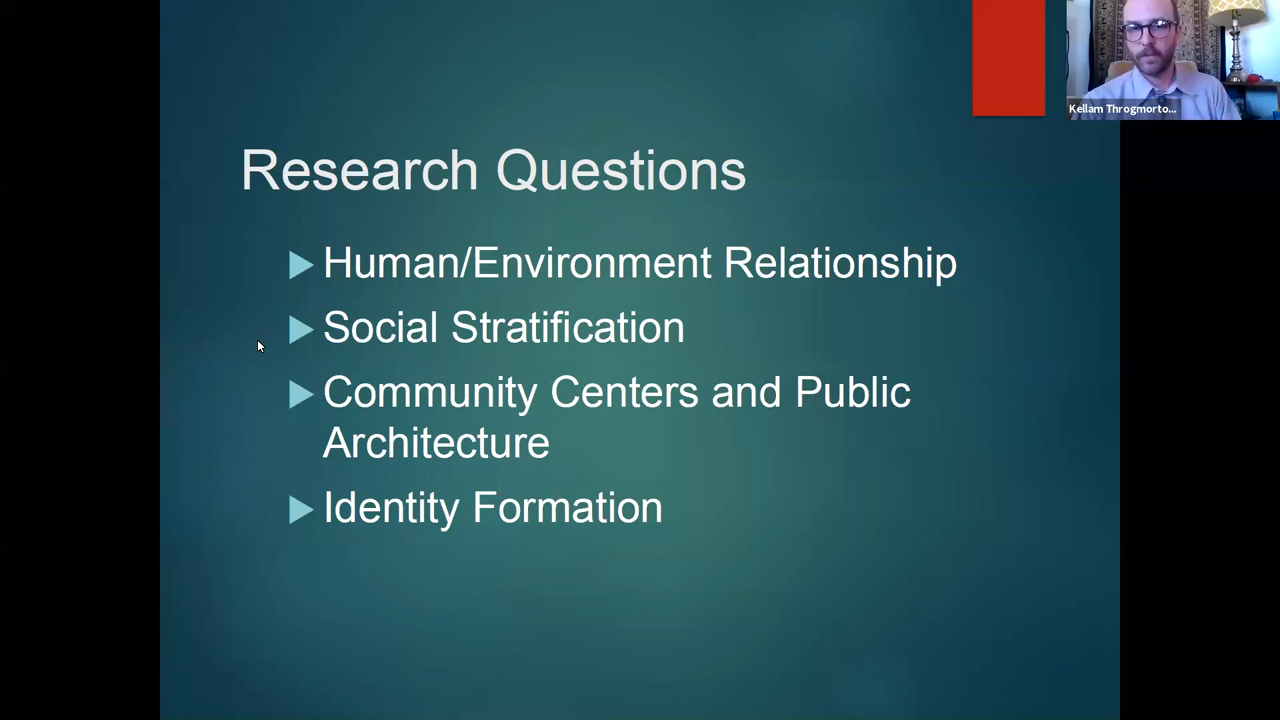 Kellam Throgmorto...
Research Questions
Human/Environment Relationship
Social Stratification
Community Centers and Public
Architecture
Identity Formation